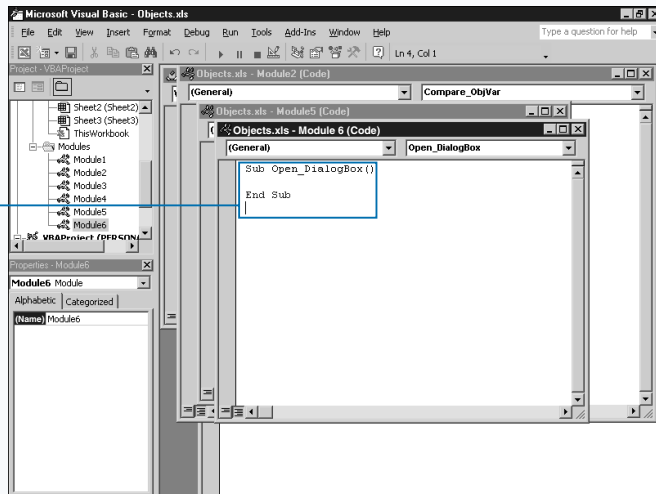 Microsoft Visual Basic - Objects.xls
File Edit View Insert Format Debug Run Tools Add-Ins Window Help
Type a question for help
Ln 4, Col 1
Project - VBAProject
Sheet2 (Sheet2)
Sheet3 (Sheet3)
ThisWorkbook
Modules
Module1
Module2
Module3
Module4
Module5
Module6
VBAProject (PERSON
Properties - Module6
Module6 Module
Alphabetic Categorized
(Name) Module6
Objects.xls - Module2 (Code)
(General) Compare_ObjVar
Objects.xls - Module5 (Code)
Objects.xls - Module 6 (Code)
(General) Open_DialogBox
Sub Open_DialogBox()
End Sub